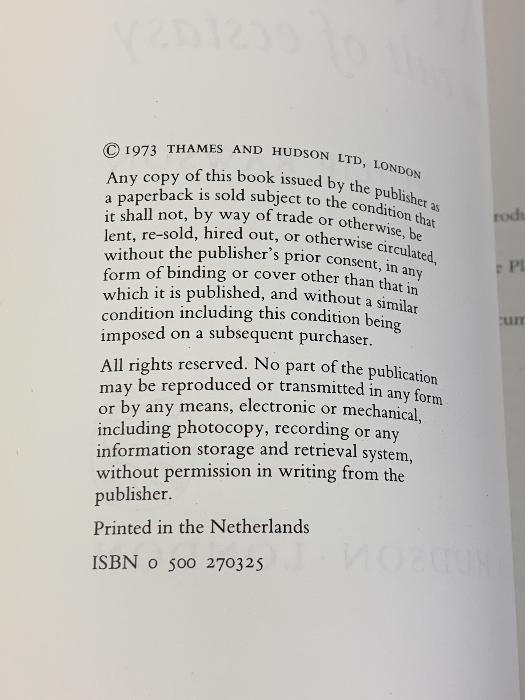 © 1973 THAMES AND HUDSON LTD, LONDON
Any copy of this book issued by the publisher as
a paperback is sold subject to the condition that
it shall not, by way of trade or otherwise, be
lent, re-sold, hired out, or otherwise circulated,
without the publisher's prior consent, in any
form of binding or cover other than that in
which it is published, and without a similar
condition including this condition being
imposed on a subsequent purchaser.
All rights reserved. No part of the publication
may be reproduced or transmitted in any form
or by any means, electronic or mechanical,
including photocopy, recording or any
information storage and retrieval system,
without permission in writing from the
publisher.
Printed in the Netherlands
ISBN 0 500 270325